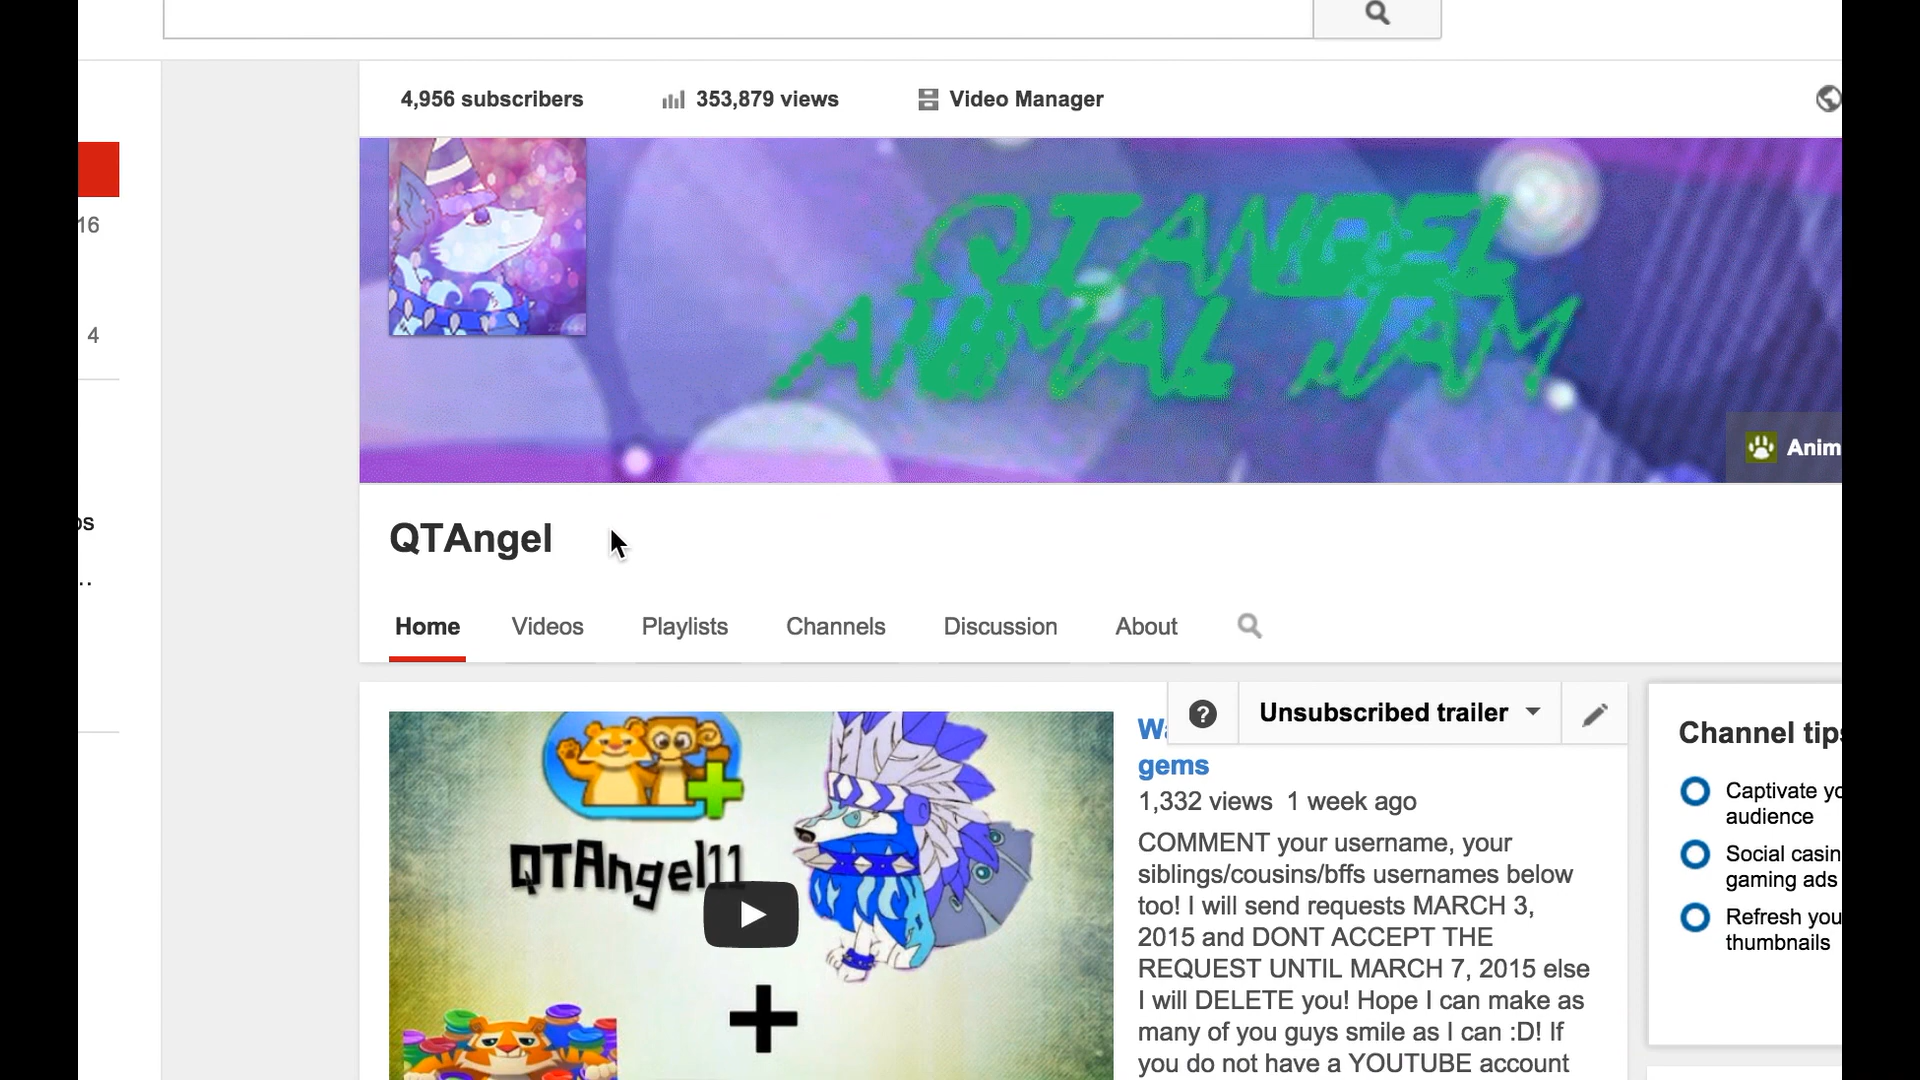 4,956 subscribers 353,879 views Video Manager
16
4
QTANGEL
ANIMAL JAM
Anim
QTAngel
Home Videos Playlists Channels Discussion About
Unsubscribed trailer
gems
1,332 views 1 week ago
COMMENT your username, your
siblings/cousins/bffs usernames below
too! I will send requests MARCH 3,
2015 and DONT ACCEPT THE
REQUEST UNTIL MARCH 7, 2015 else
I will DELETE you! Hope I can make as
many of you guys smile as I can :D! If
you do not have a YOUTUBE account
QTAngel11
+
Channel tips
Captivate yo
audience
Social casin
gaming ads
Refresh you
thumbnails